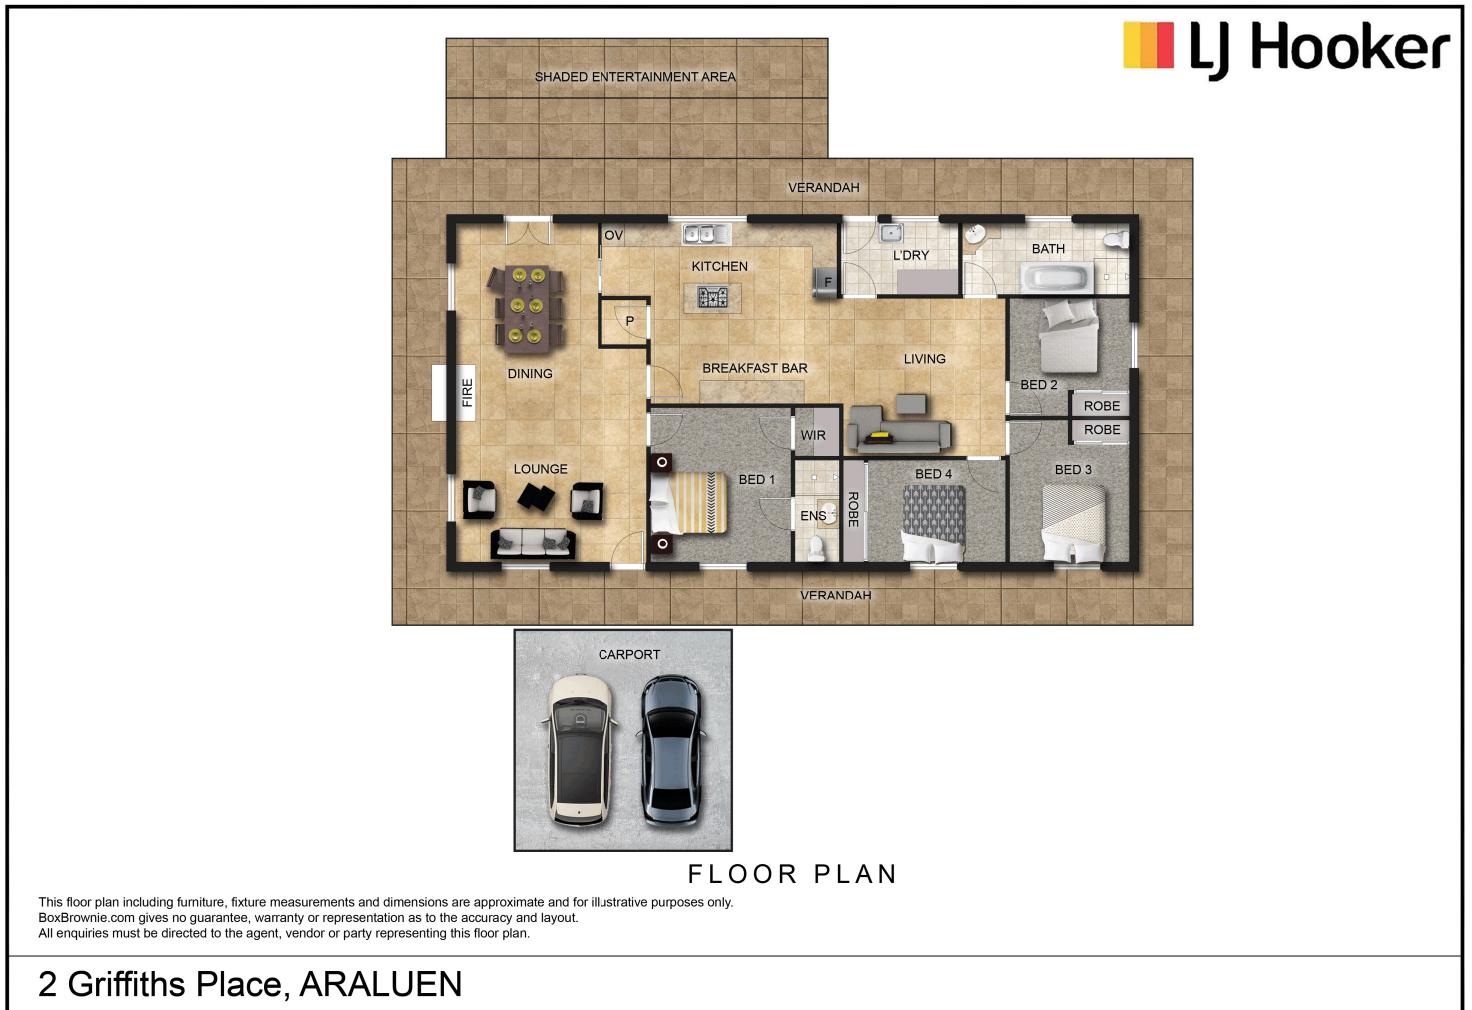 LJ Hooker
SHADED ENTERTAINMENT AREA
VERANDAH
OV
KITCHEN
L'DRY
BATH
F
P
DINING
FIRE
BREAKFAST BAR
LIVING
BED 2
ROBE
ROBE
WIR
LOUNGE
BED 1
BED 4
BED 3
ENS
ROBE
VERANDAH
CARPORT
FLOOR PLAN
This floor plan including furniture, fixture measurements and dimensions are approximate and for illustrative purposes only.
BoxBrownie.com gives no guarantee, warranty or representation as to the accuracy and layout.
All enquiries must be directed to the agent, vendor or party representing this floor plan.
2 Griffiths Place, ARALUEN